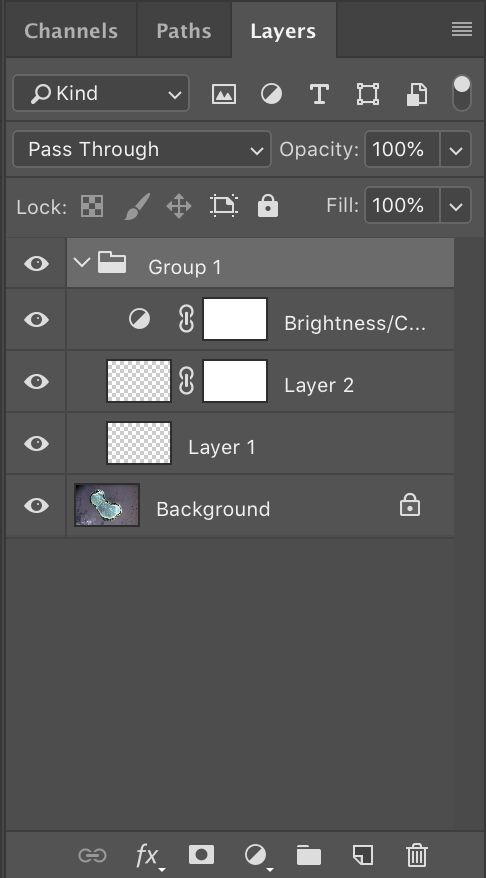 Channels Paths Layers
Kind T
Pass Through Opacity: 100%
Lock: Fill: 100%
Group 1
Brightness/C...
Layer 2
Layer 1
Background
fx